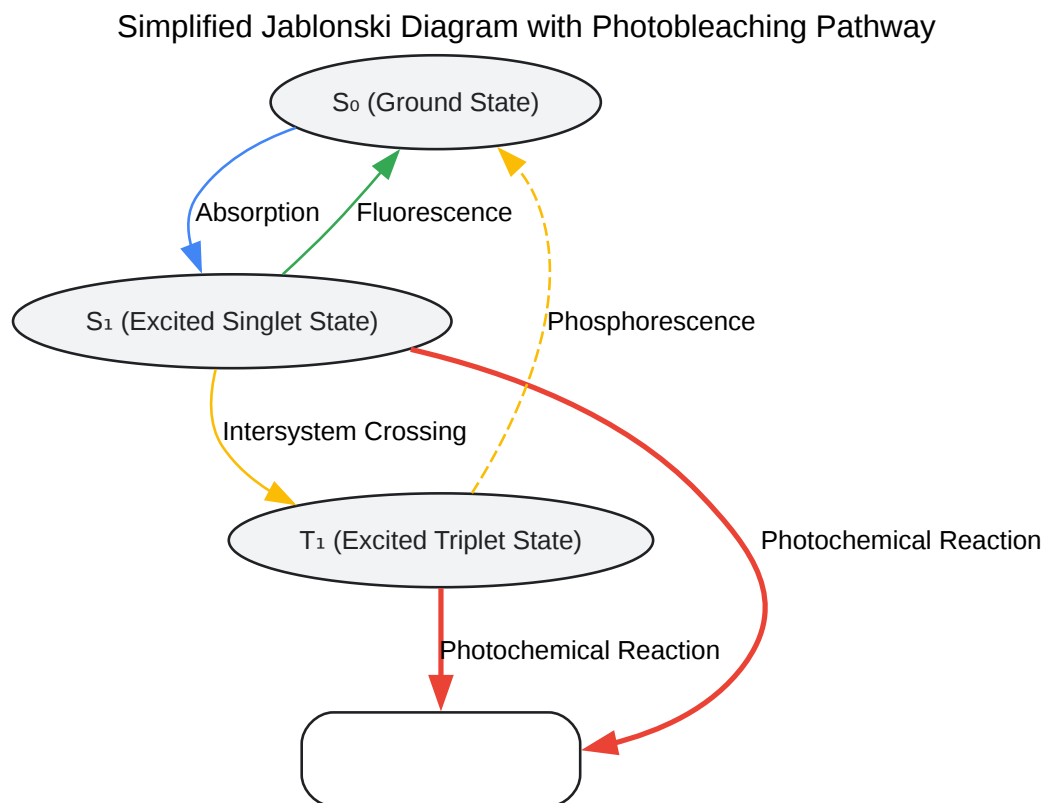 Simplified Jablonski Diagram with Photobleaching Pathway
S₀ (Ground State)
Absorption
Fluorescence
S₁ (Excited Singlet State)
Phosphorescence
Intersystem Crossing
T₁ (Excited Triplet State)
Photochemical Reaction
Photochemical Reaction